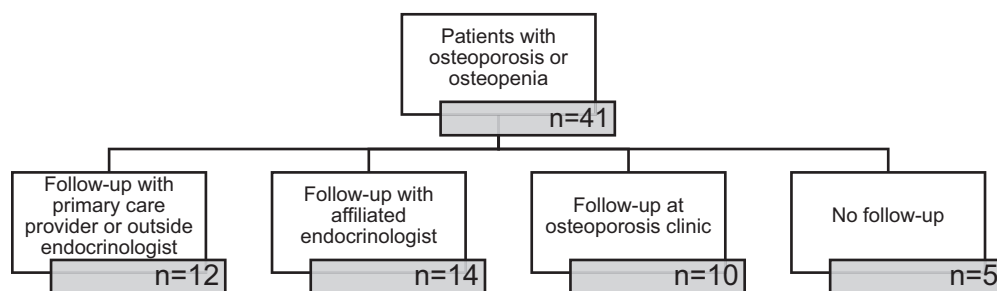 Patients with
osteoporosis or
osteopenia
n=41
Follow-up with
primary care
provider or outside
endocrinologist
n=12
Follow-up with
affiliated
endocrinologist
n=14
Follow-up at
osteoporosis clinic
n=10
No follow-up
n=5